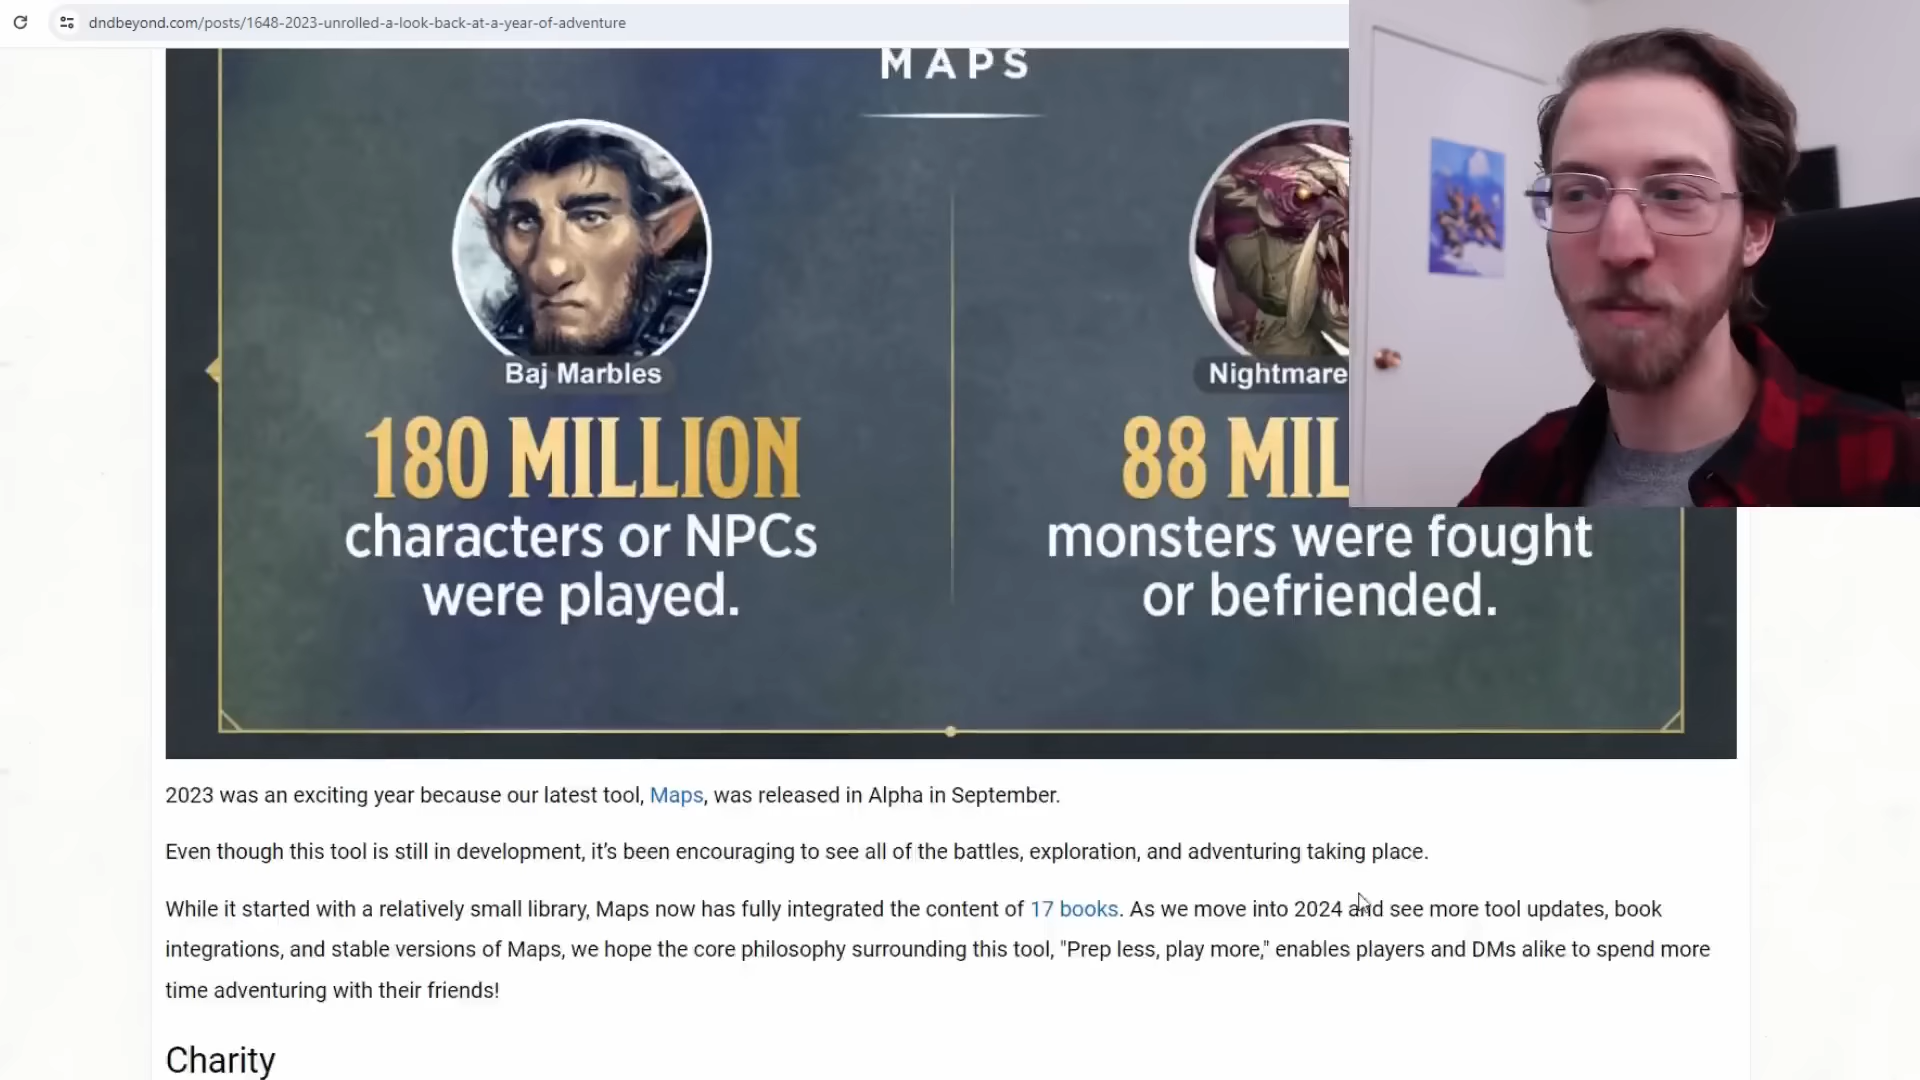 dndbeyond.com/posts/1648-2023-unrolled-a-look-back-at-a-year-of-adventure
MAPS
Baj Marbles
Nightmare
180 MILLION
88 MIL
characters or NPCs
were played.
monsters were fought
or befriended.
2023 was an exciting year because our latest tool, Maps, was released in Alpha in September.
Even though this tool is still in development, it’s been encouraging to see all of the battles, exploration, and adventuring taking place.
While it started with a relatively small library, Maps now has fully integrated the content of 17 books. As we move into 2024 and see more tool updates, book
integrations, and stable versions of Maps, we hope the core philosophy surrounding this tool, "Prep less, play more," enables players and DMs alike to spend more
time adventuring with their friends!
Charity